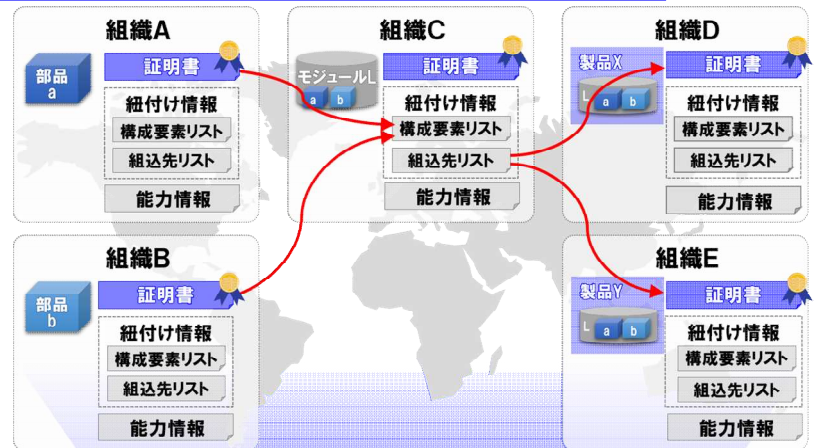 組織A
部品
a
証明書
紐付け情報
構成要素リスト
組込先リスト
能力情報
組織B
部品
b
証明書
紐付け情報
構成要素リスト
組込先リスト
能力情報
組織C
モジュールL
a b
証明書
紐付け情報
構成要素リスト
組込先リスト
能力情報
組織D
製品X
L a b
証明書
紐付け情報
構成要素リスト
組込先リスト
能力情報
組織E
製品Y
L a b
証明書
紐付け情報
構成要素リスト
組込先リスト
能力情報